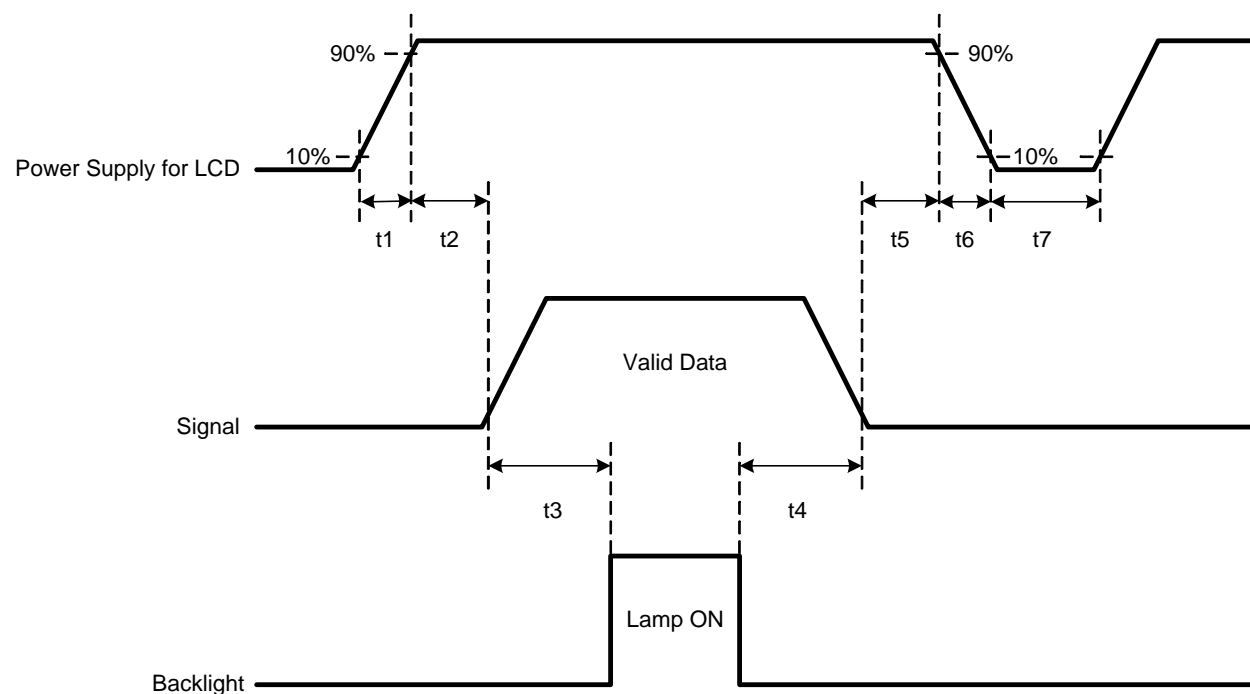 90%
90%
Power Supply for LCD
10%
10%
t1
t2
t5
t6
t7
Valid Data
Signal
t3
t4
Lamp ON
Backlight